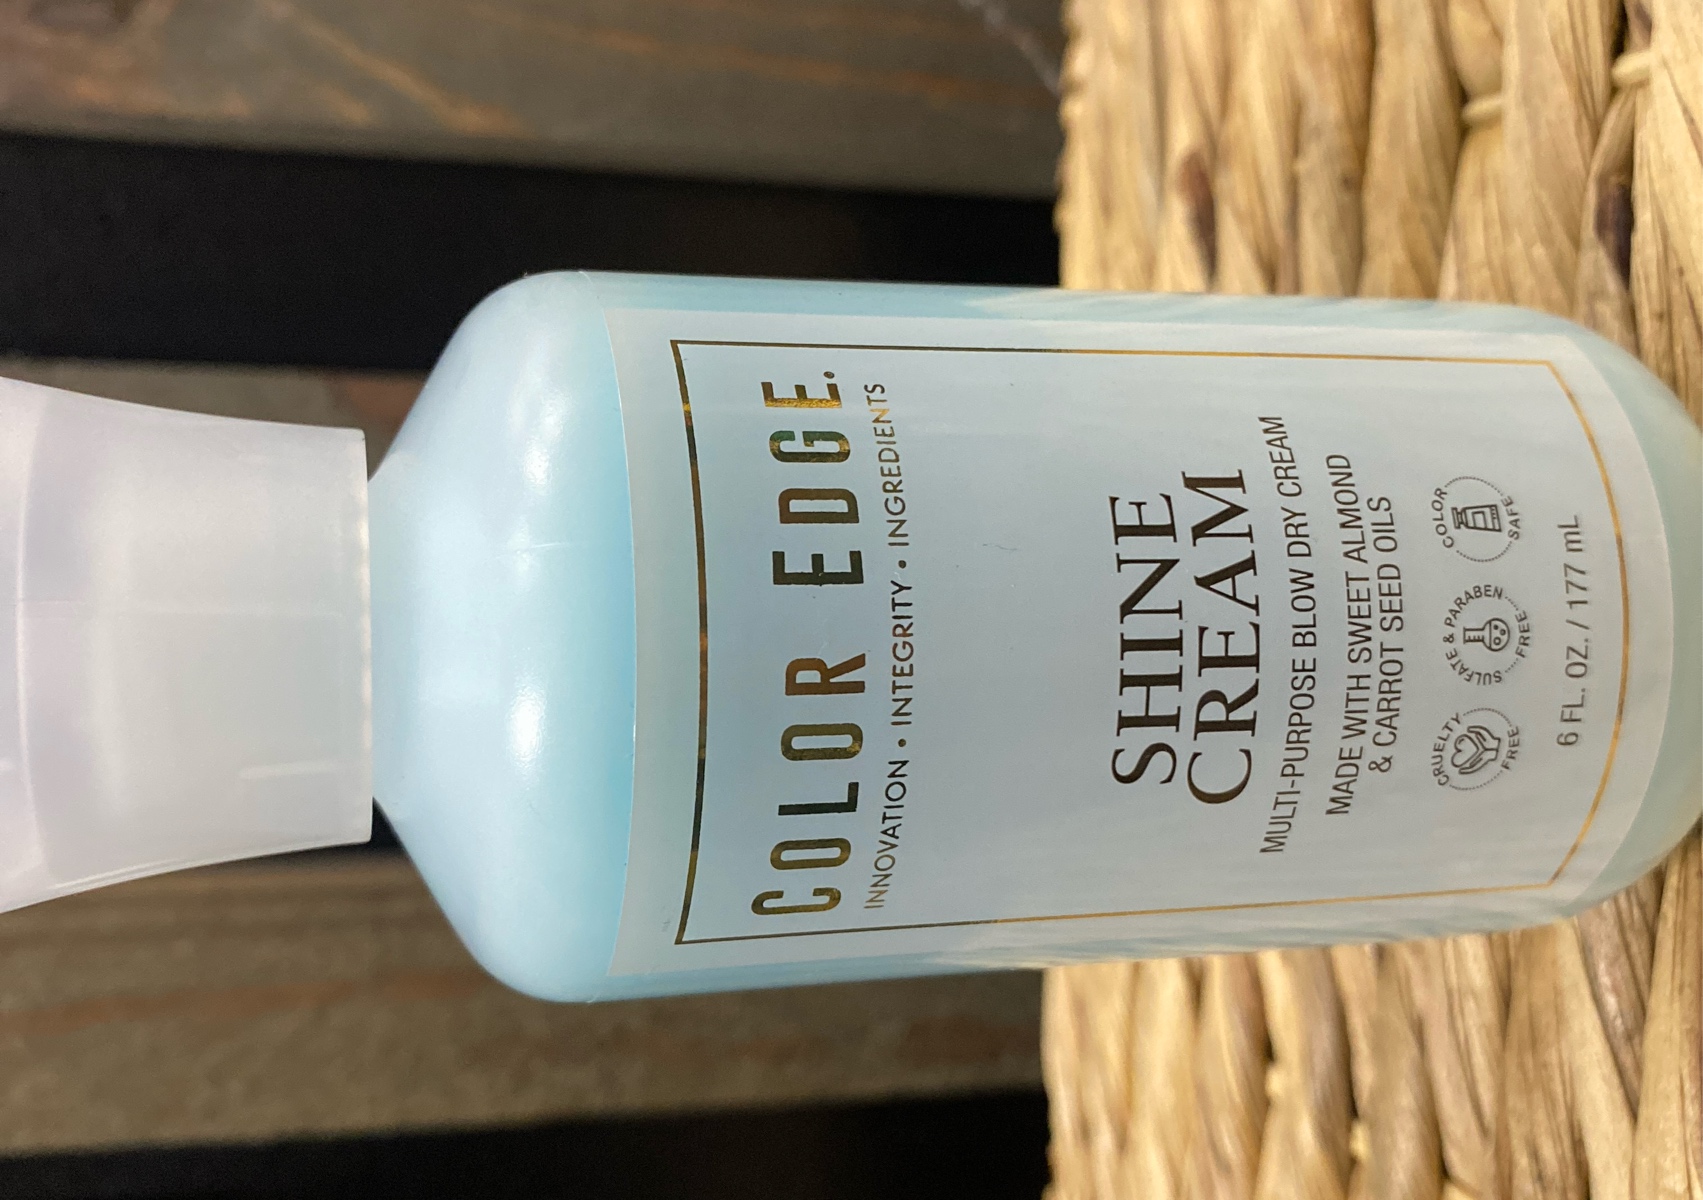 COLOR EDGE.
INNOVATION • INTEGRITY • INGREDIENTS
SHINE
CREAM
MULTI-PURPOSE BLOW DRY CREAM
MADE WITH SWEET ALMOND
& CARROT SEED OILS
CRUELTY FREE
SULFATE & PARABEN FREE
COLOR SAFE
6 FL. OZ. / 177 mL